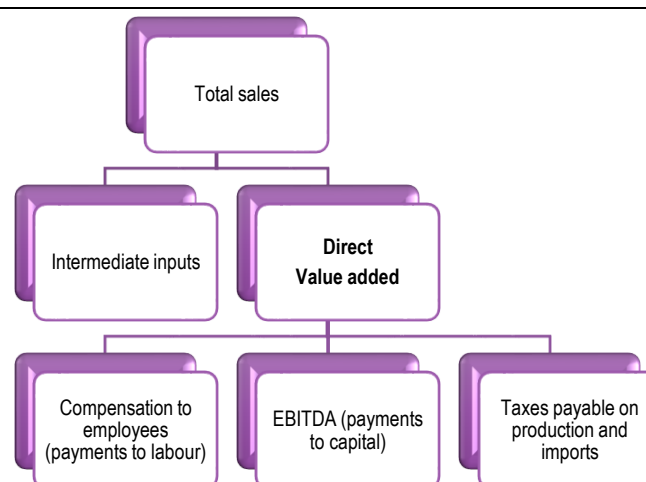 Total sales
Intermediate inputs
Direct
Value added
Compensation to
employees
(payments to labour)
EBITDA (payments
to capital)
Taxes payable on
production and
imports